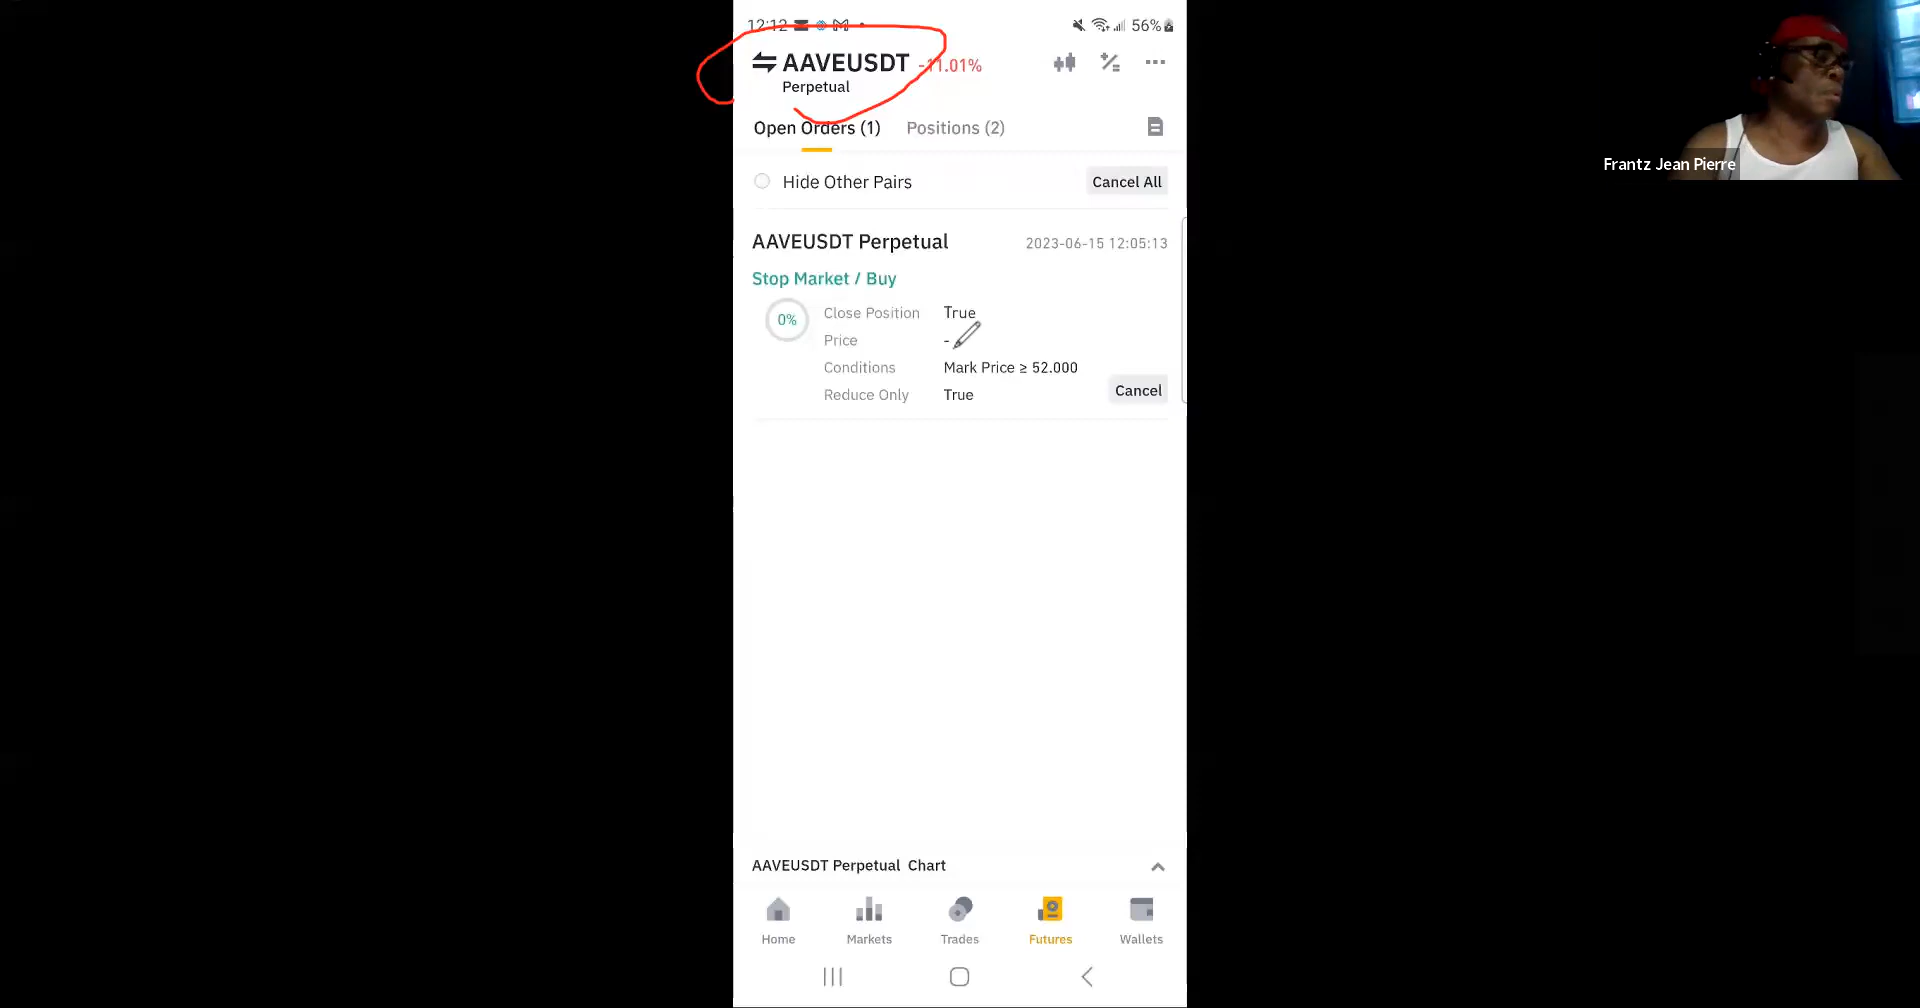 12:12 56%
AAVEUSDT -11.01%
Perpetual
Open Orders (1) Positions (2)
Hide Other Pairs Cancel All
AAVEUSDT Perpetual 2023-06-15 12:05:13
Stop Market / Buy
0%
Close Position True
Price -
Conditions Mark Price ≥ 52.000
Reduce Only True
Cancel
AAVEUSDT Perpetual Chart
Home Markets Trades Futures Wallets
Frantz Jean Pierre